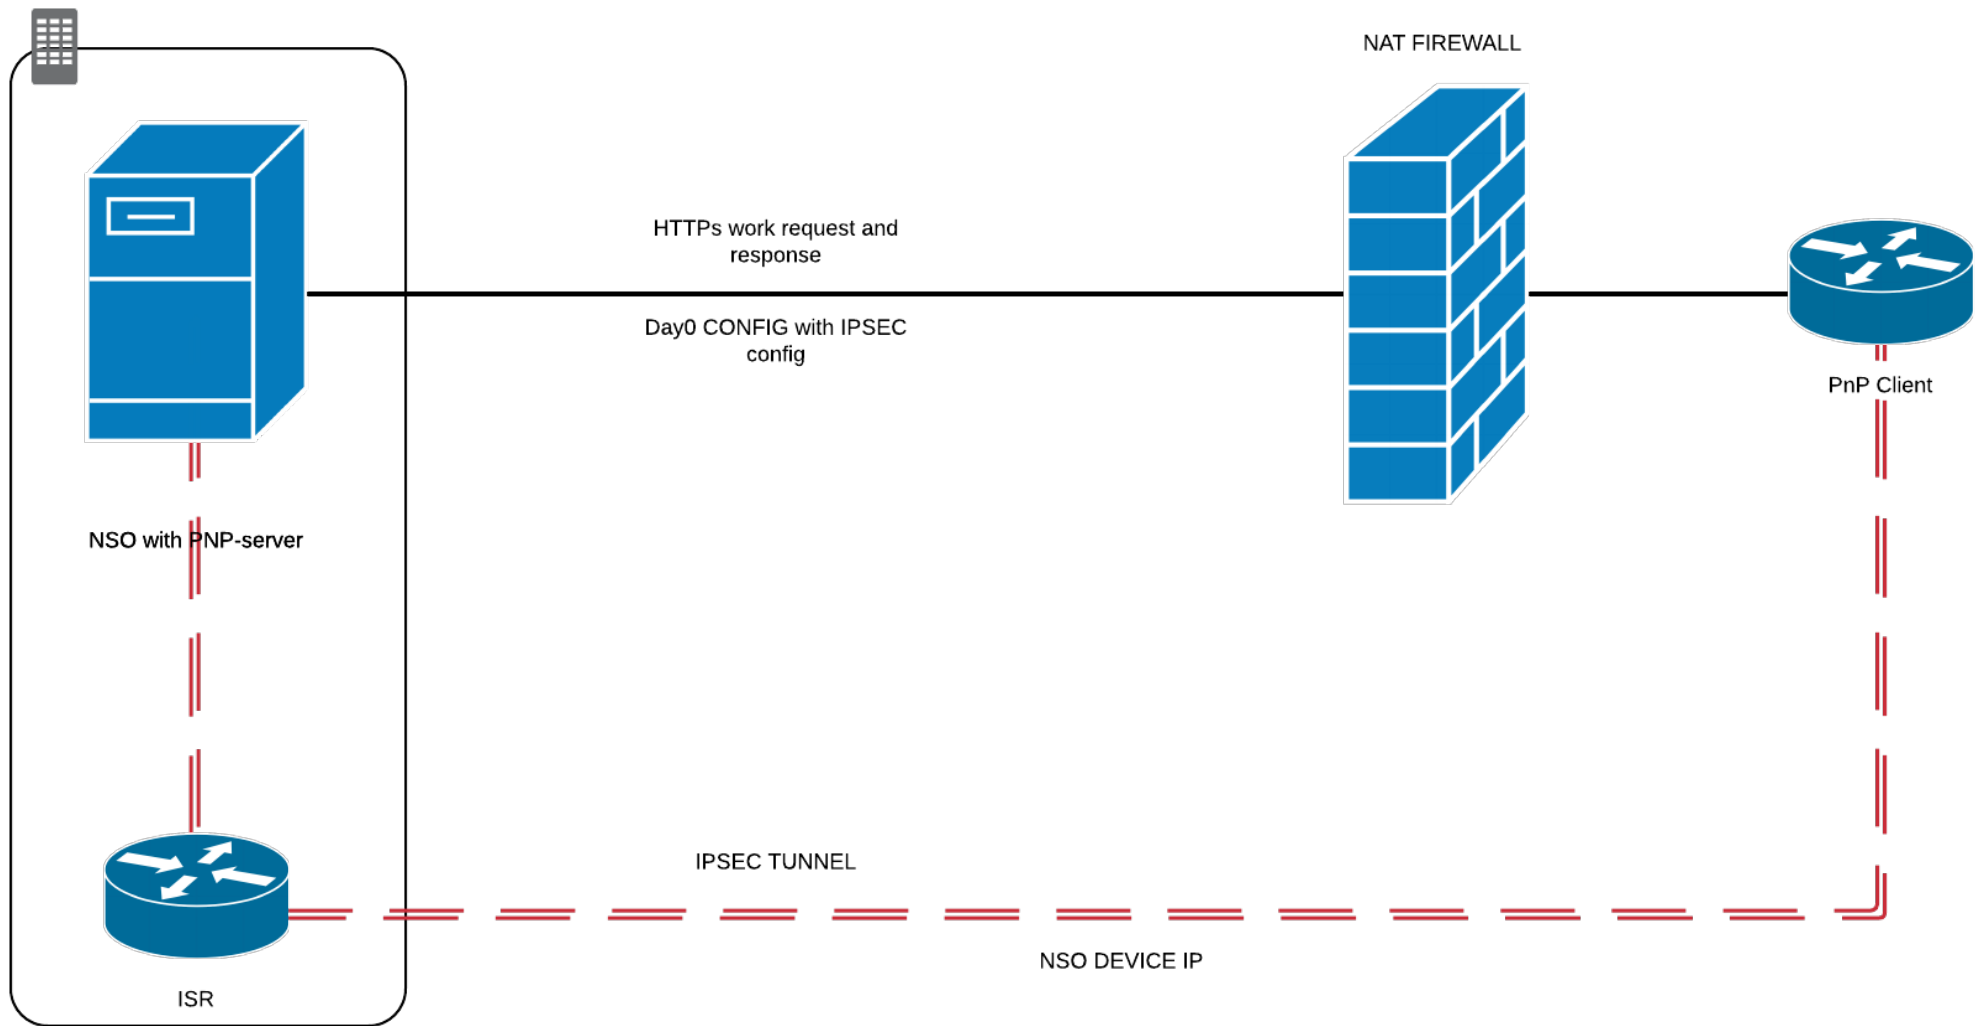 NAT FIREWALL
HTTPs work request and
response
Day0 CONFIG with IPSEC
config
PnP Client
NSO with PNP-server
IPSEC TUNNEL
NSO DEVICE IP
ISR